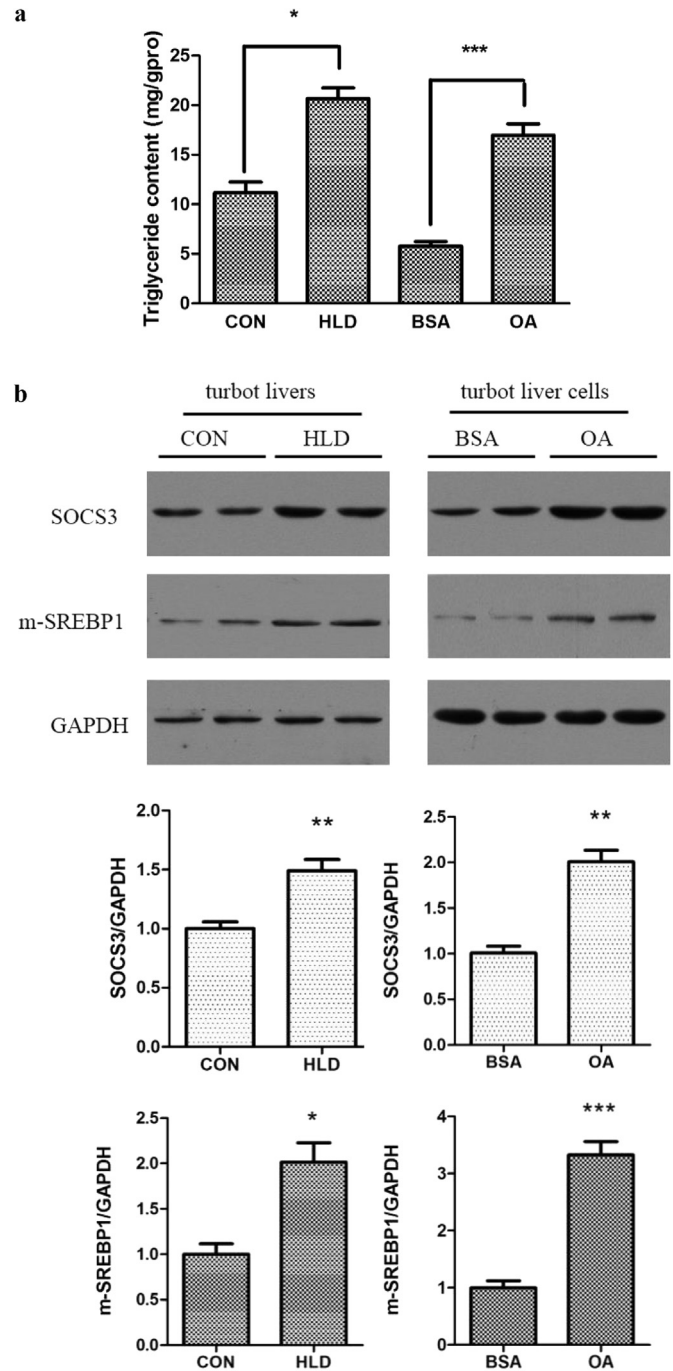 a
* ***
Triglyceride content (mg/gpro)
25
20
15
10
5
0
CON HLD BSA OA
b
turbot livers turbot liver cells
CON HLD BSA OA
SOCS3
m-SREBP1
GAPDH
SOCS3/GAPDH
2.0
1.5
1.0
0.5
0.0
**
CON HLD
SOCS3/GAPDH
2.5
2.0
1.5
1.0
0.5
0.0
**
BSA OA
m-SREBP1/GAPDH
2.5
2.0
1.5
1.0
0.5
0.0
*
CON HLD
m-SREBP1/GAPDH
4
3
2
1
0
***
BSA OA